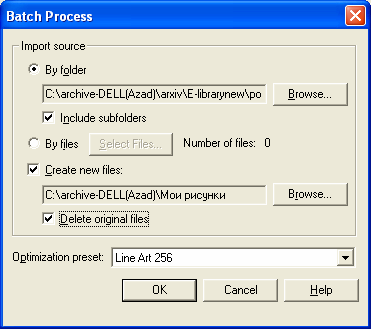 Batch Process
Import source
By folder
C:\archive-DELL(Azad)\arxiv\E-librarynew\po
Browse...
Include subfolders
By files
Select Files...
Number of files: 0
Create new files:
C:\archive-DELL(Azad)\Мои рисунки
Browse...
Delete original files
Optimization preset:
Line Art 256
OK
Cancel
Help